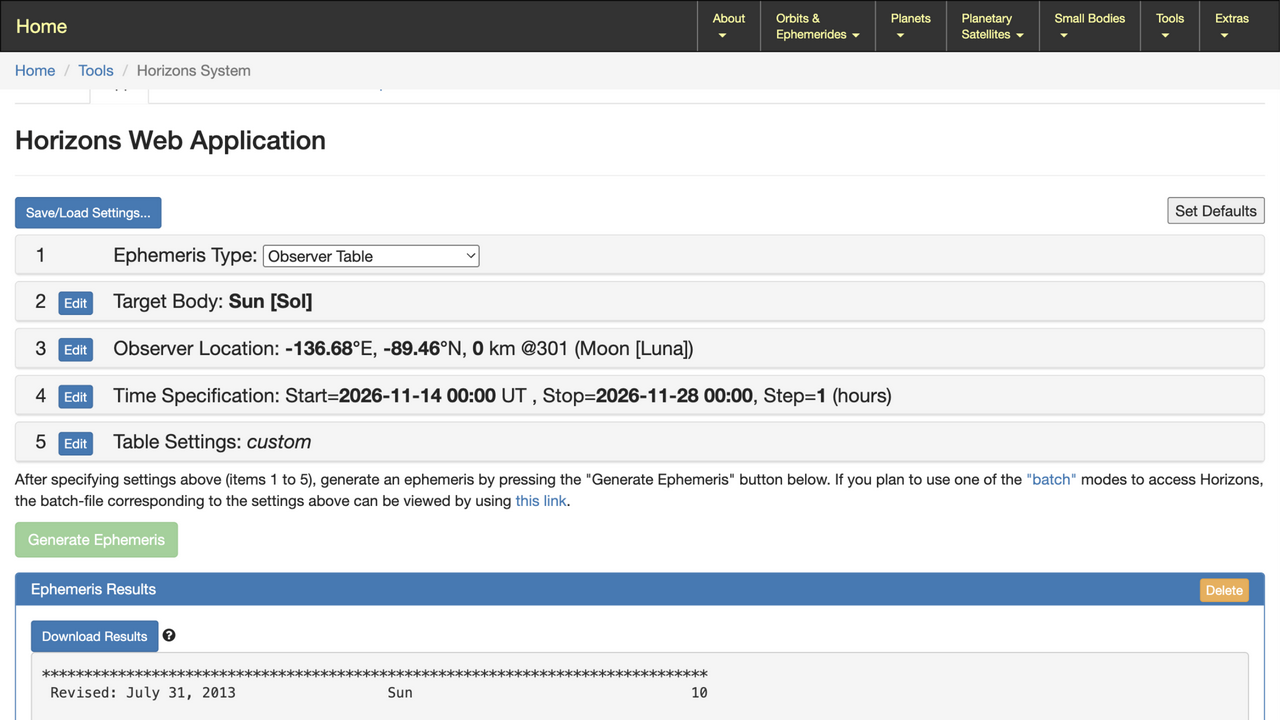 Home
About
Orbits &
Ephemerides
Planets
Planetary
Satellites
Small Bodies
Tools
Extras
Home / Tools / Horizons System
Horizons Web Application
Save/Load Settings...
Set Defaults
1 Ephemeris Type: Observer Table
2 Edit Target Body: Sun [Sol]
3 Edit Observer Location: -136.68°E, -89.46°N, 0 km @301 (Moon [Luna])
4 Edit Time Specification: Start=2026-11-14 00:00 UT , Stop=2026-11-28 00:00, Step=1 (hours)
5 Edit Table Settings: custom
After specifying settings above (items 1 to 5), generate an ephemeris by pressing the "Generate Ephemeris" button below. If you plan to use one of the "batch" modes to access Horizons,
the batch-file corresponding to the settings above can be viewed by using this link.
Generate Ephemeris
Ephemeris Results
Delete
Download Results ?
*******************************************************************************
Revised: July 31, 2013 Sun 10